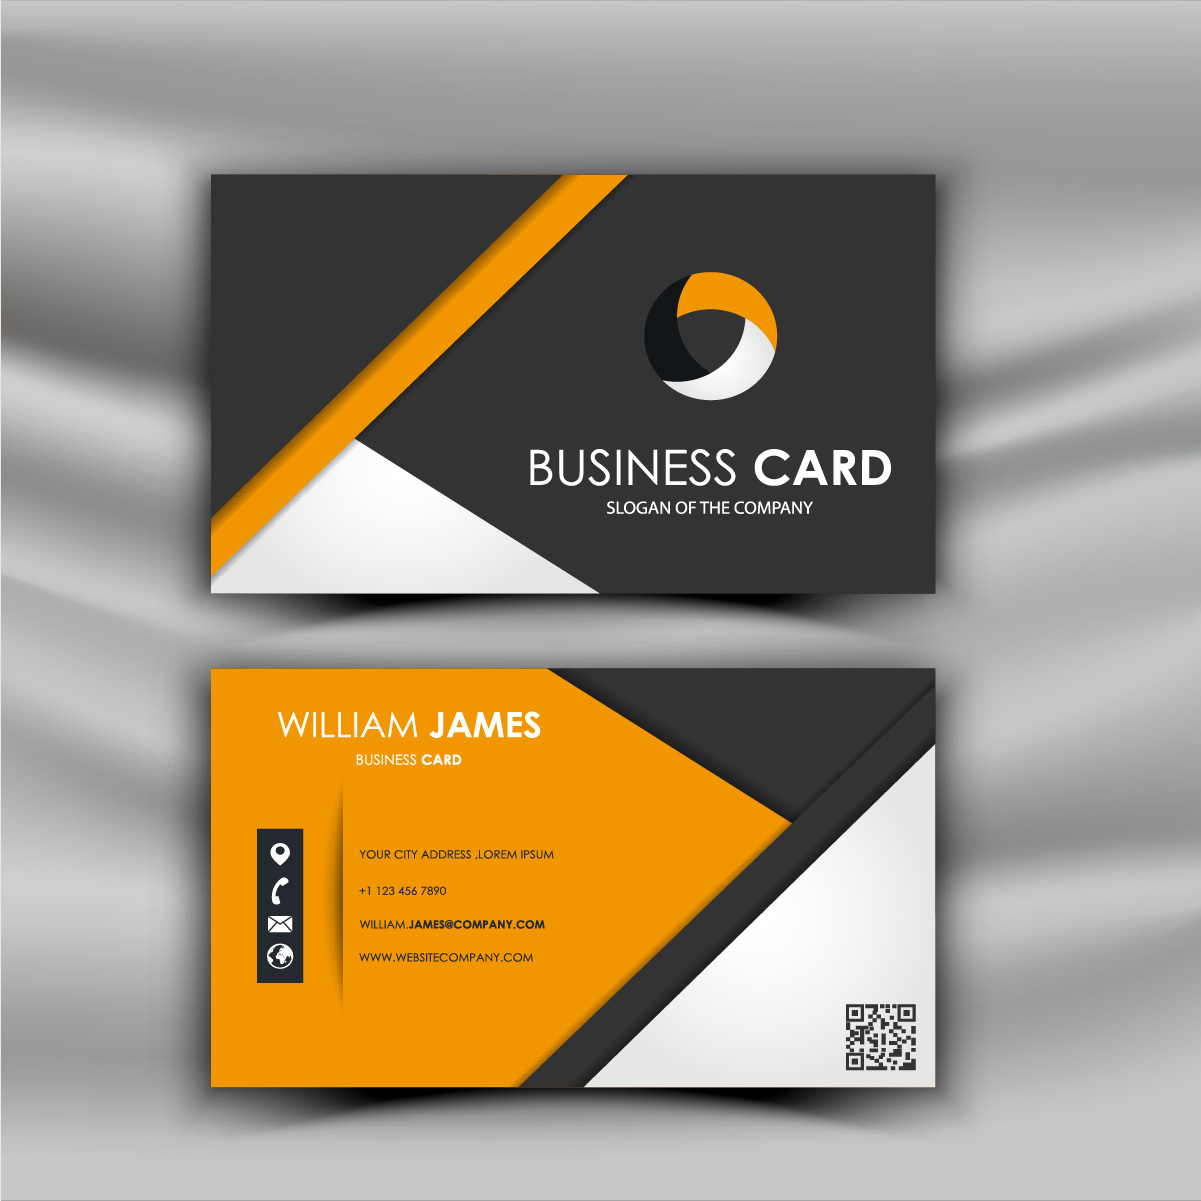 BUSINESS CARD
SLOGAN OF THE COMPANY
WILLIAM JAMES
BUSINESS CARD
YOUR CITY ADDRESS ,LOREM IPSUM
+1 123 456 7890
WILLIAM.JAMES@COMPANY.COM
WWW.WEBSITECOMPANY.COM